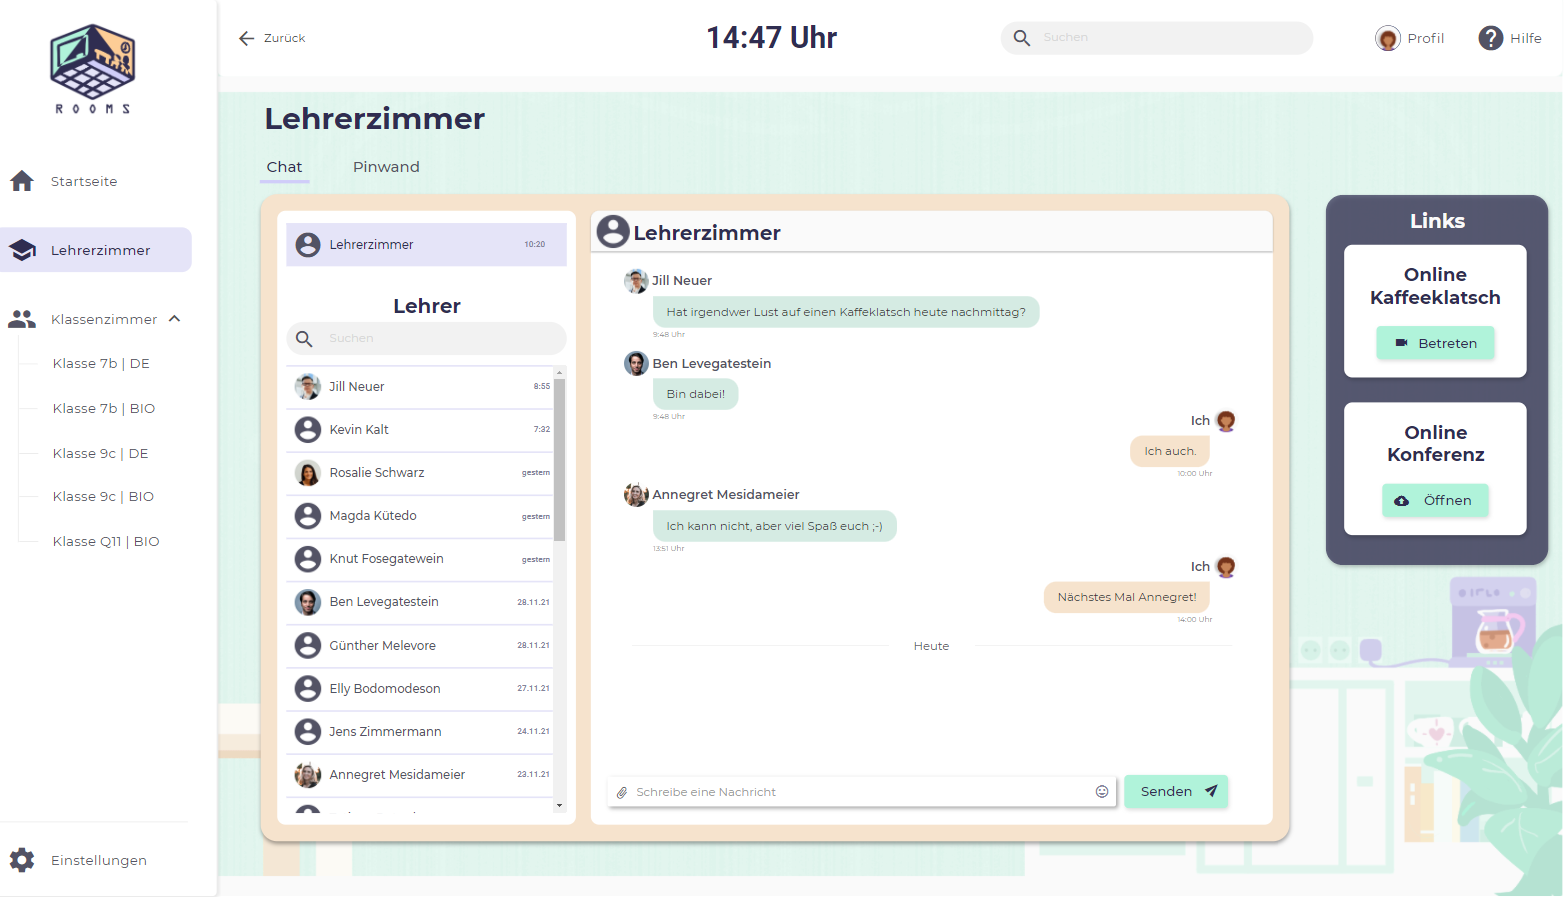 ROOMS
Startseite
Lehrerzimmer
Klassenzimmer
Klasse 7b | DE
Klasse 7b | BIO
Klasse 9c | DE
Klasse 9c | BIO
Klasse Q11 | BIO
Einstellungen
Zurück
14:47 Uhr
Suchen
Profil
? Hilfe
Lehrerzimmer
Chat
Pinwand
Lehrerzimmer 10:20
Lehrer
Suchen
Jill Neuer 8:55
Kevin Kalt 7:32
Rosalie Schwarz gestern
Magda Kütedo gestern
Knut Fosegatewein gestern
Ben Levegatestein 28.11.21
Günther Melevore 28.11.21
Elly Bodomodeson 27.11.21
Jens Zimmermann 24.11.21
Annegret Mesidameier 23.11.21
Lehrerzimmer
Jill Neuer
Hat irgendwer Lust auf einen Kaffeklatsch heute nachmittag?
9:48 Uhr
Ben Levegatestein
Bin dabei!
9:48 Uhr
Ich
Ich auch.
10:00 Uhr
Annegret Mesidameier
Ich kann nicht, aber viel Spaß euch ;-)
13:51 Uhr
Ich
Nächstes Mal Annegret!
14:00 Uhr
Heute
Schreibe eine Nachricht
Senden
Links
Online
Kaffeeklatsch
Betreten
Online
Konferenz
Öffnen